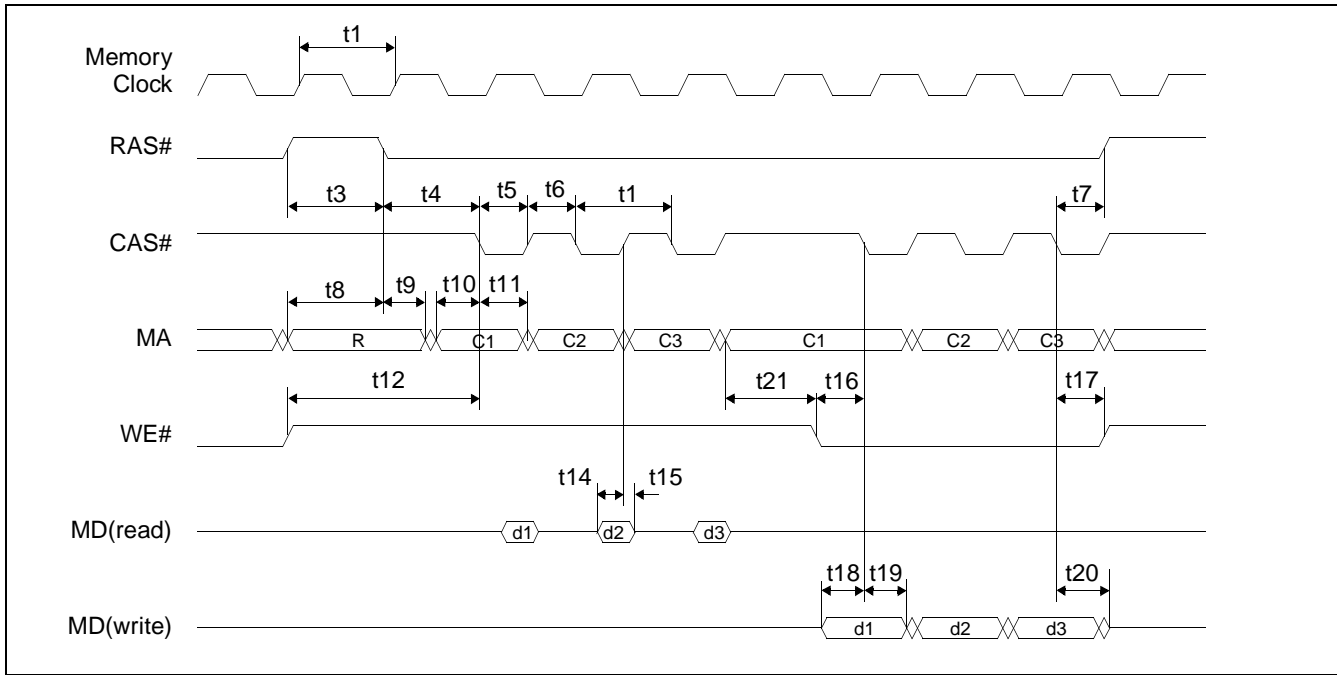 t1
Memory
Clock
RAS#
t3 t4 t5 t6 t1 t7
CAS#
t8 t9 t10 t11
MA R C1 C2 C3 C1 C2 C3
t12 t21 t16 t17
WE#
t14 t15
MD(read) d1 d2 d3
t18 t19 t20
MD(write) d1 d2 d3